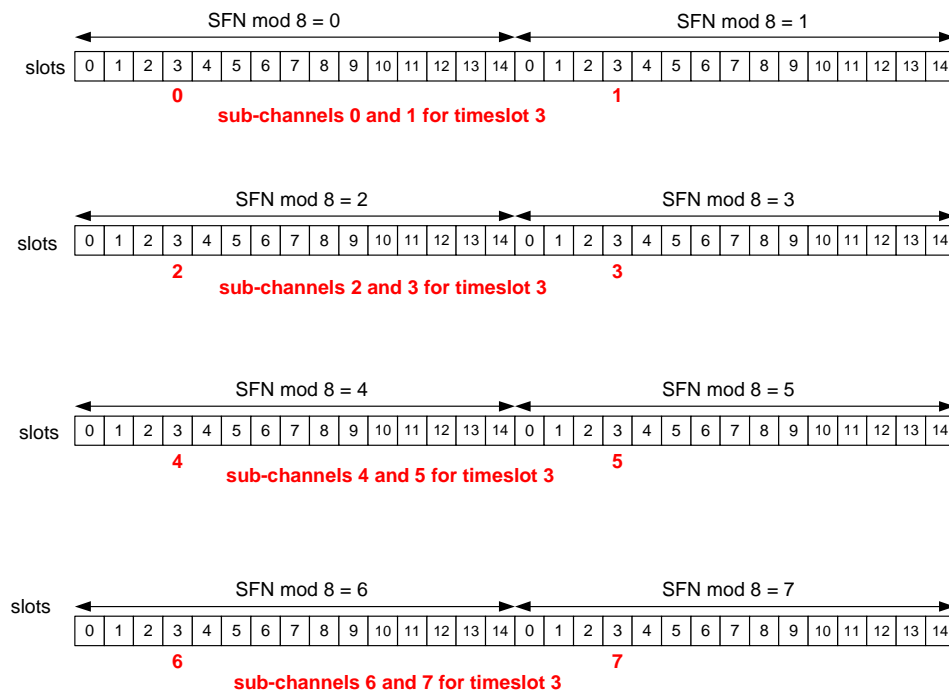 SFN mod 8 = 0 SFN mod 8 = 1
slots 0 1 2 3 4 5 6 7 8 9 10 11 12 13 14 0 1 2 3 4 5 6 7 8 9 10 11 12 13 14
0 1
sub-channels 0 and 1 for timeslot 3
SFN mod 8 = 2 SFN mod 8 = 3
slots 0 1 2 3 4 5 6 7 8 9 10 11 12 13 14 0 1 2 3 4 5 6 7 8 9 10 11 12 13 14
2 3
sub-channels 2 and 3 for timeslot 3
SFN mod 8 = 4 SFN mod 8 = 5
slots 0 1 2 3 4 5 6 7 8 9 10 11 12 13 14 0 1 2 3 4 5 6 7 8 9 10 11 12 13 14
4 5
sub-channels 4 and 5 for timeslot 3
SFN mod 8 = 6 SFN mod 8 = 7
slots
0 1 2 3 4 5 6 7 8 9 10 11 12 13 14 0 1 2 3 4 5 6 7 8 9 10 11 12 13 14
6 7
sub-channels 6 and 7 for timeslot 3